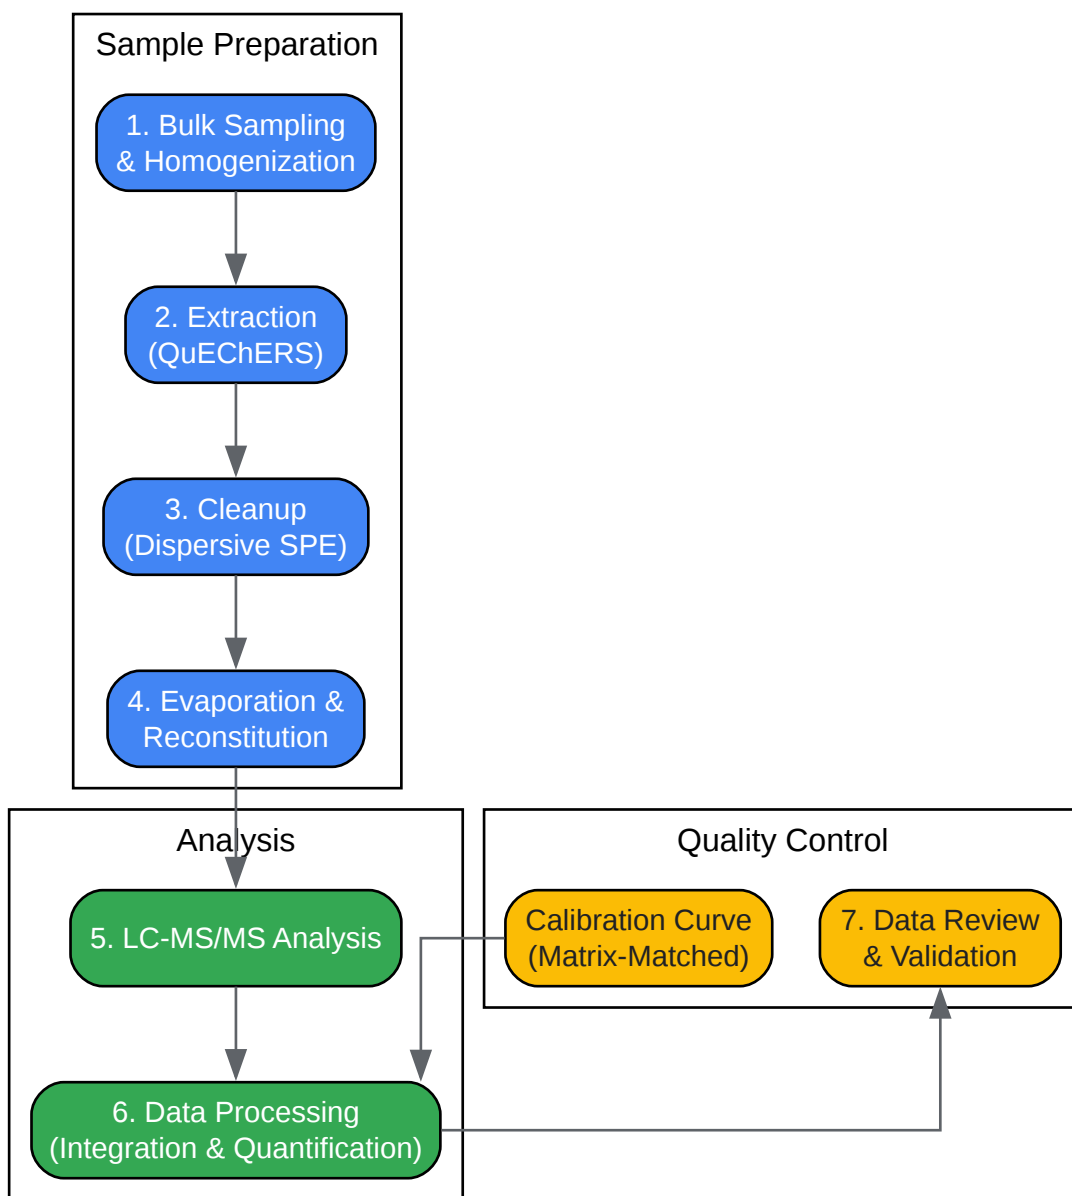 Sample Preparation
1. Bulk Sampling
& Homogenization
2. Extraction
(QuEChERS)
3. Cleanup
(Dispersive SPE)
4. Evaporation &
Reconstitution
Analysis
5. LC-MS/MS Analysis
6. Data Processing
(Integration & Quantification)
Quality Control
Calibration Curve
(Matrix-Matched)
7. Data Review
& Validation